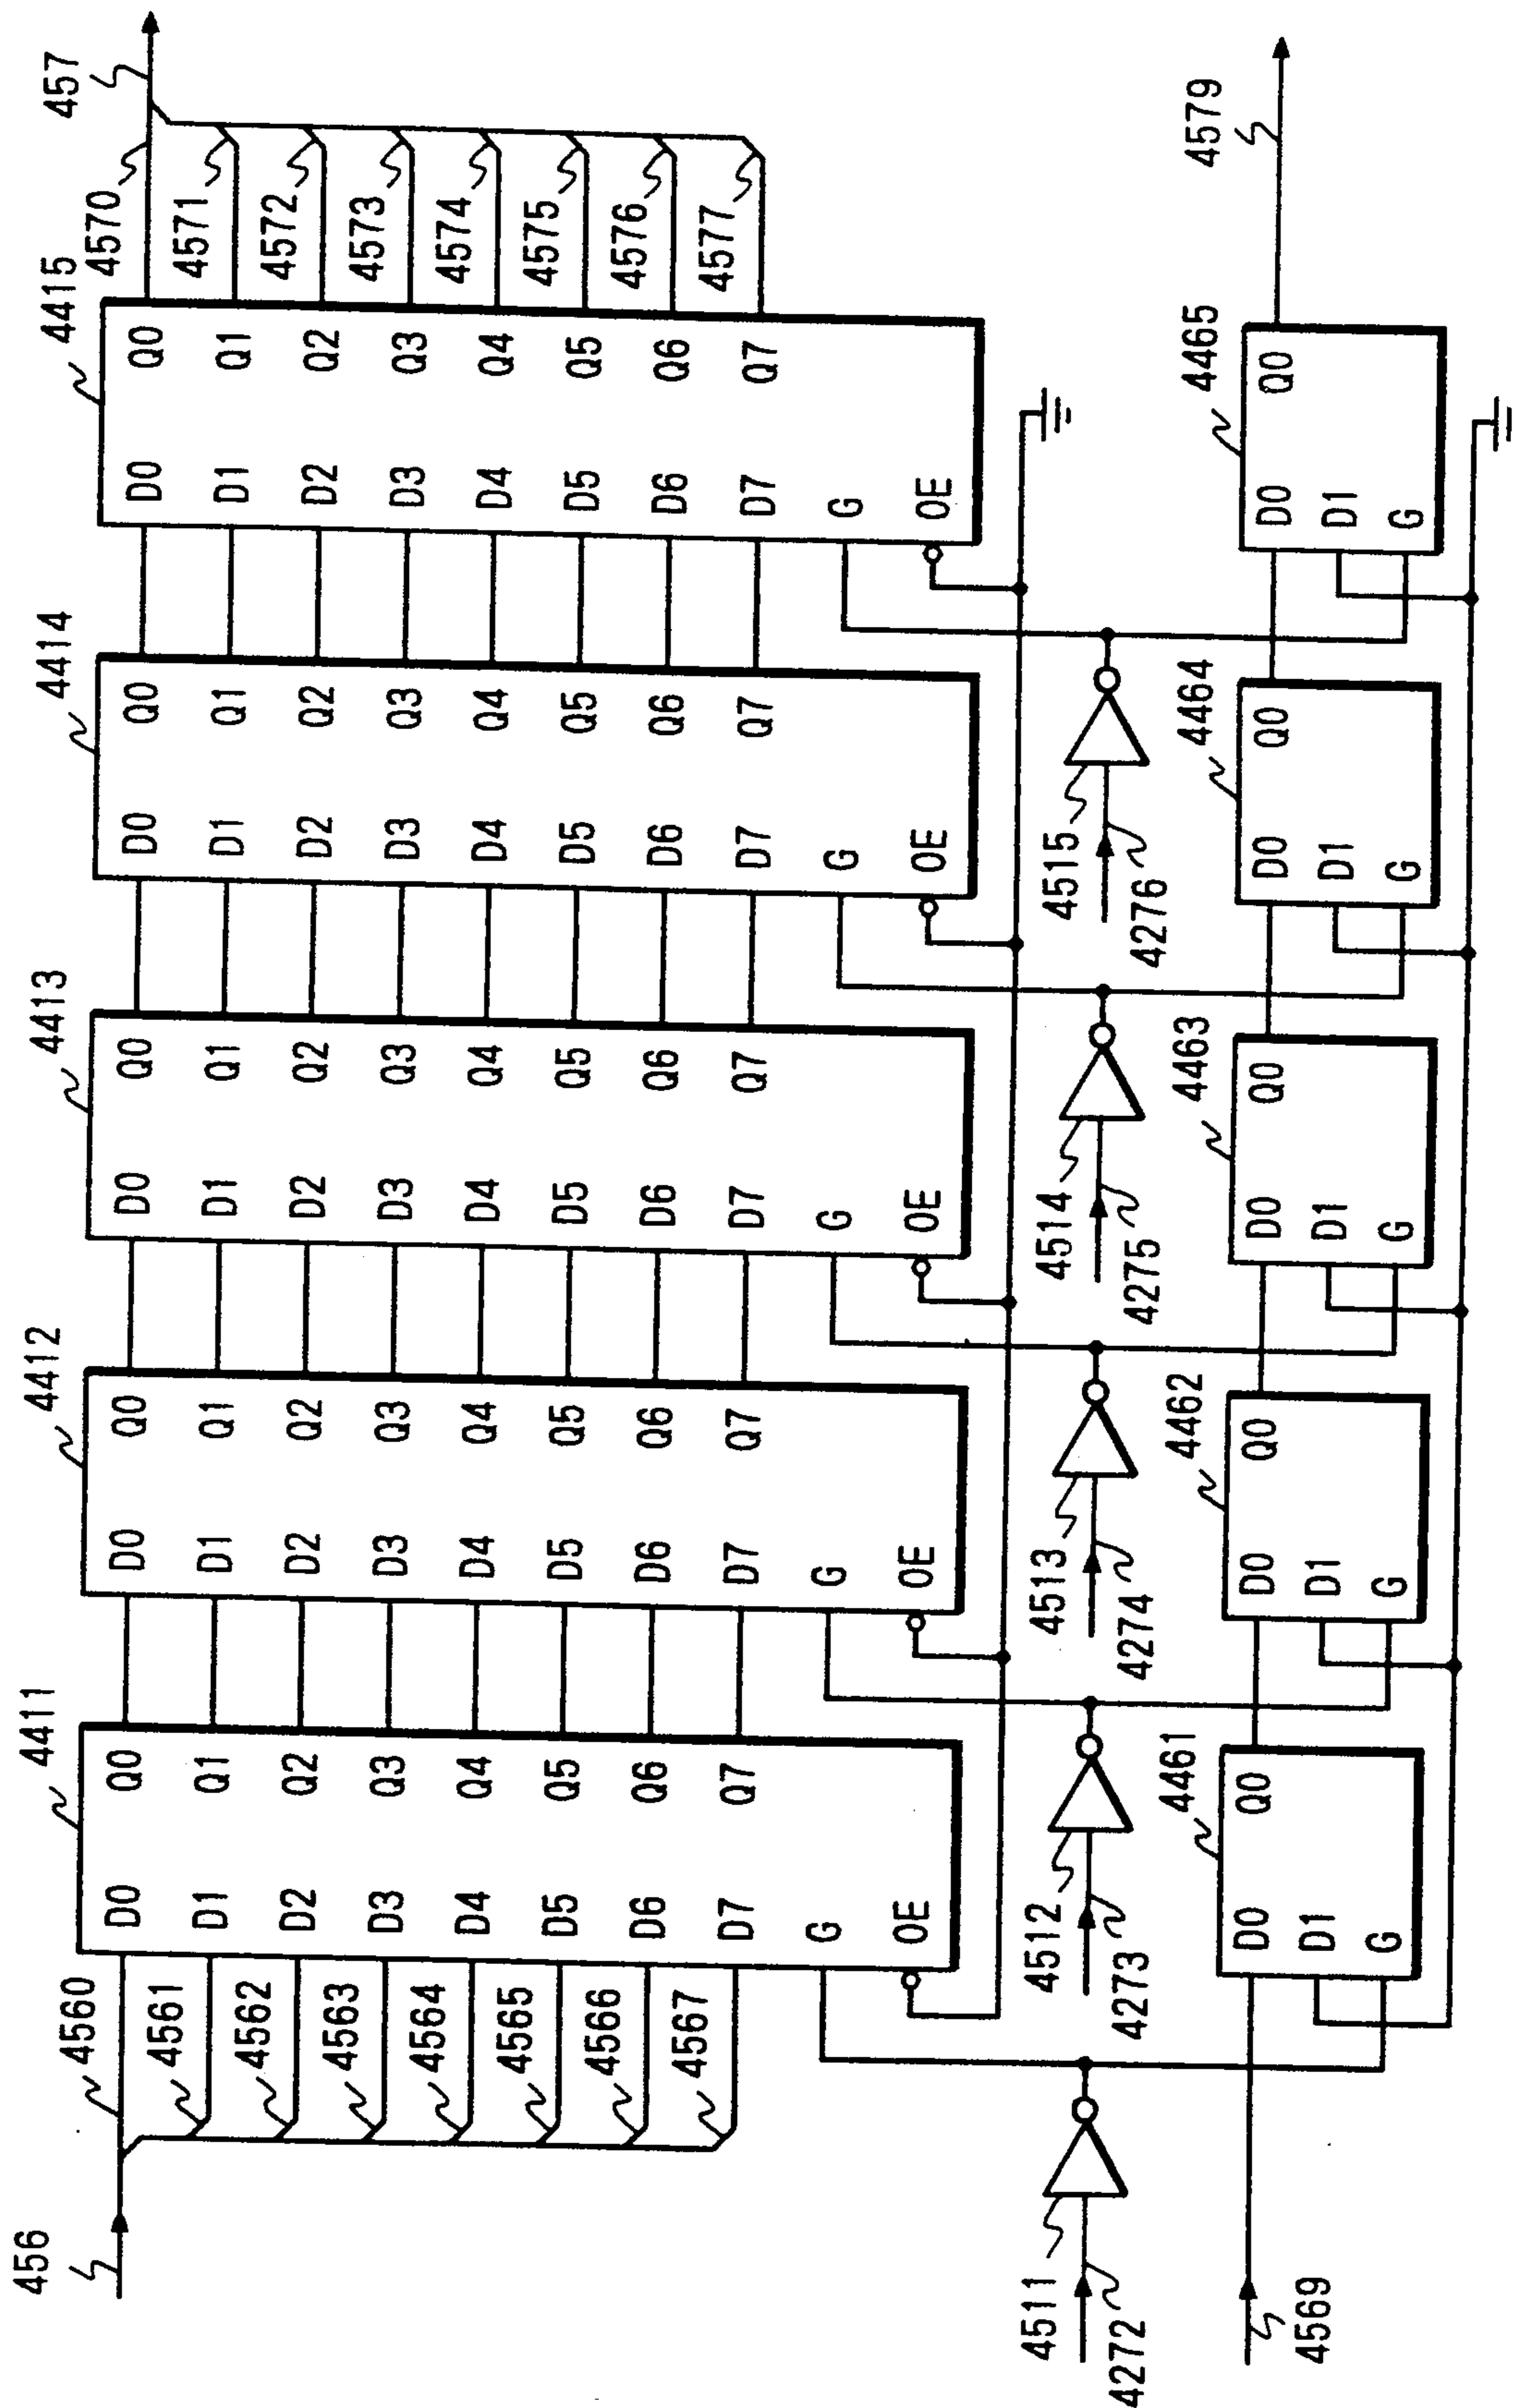 456
4560
4561
4562
4563
4564
4565
4566
4567
4411
D0 Q0
D1 Q1
D2 Q2
D3 Q3
D4 Q4
D5 Q5
D6 Q6
D7 Q7
G
OE
4412
D0 Q0
D1 Q1
D2 Q2
D3 Q3
D4 Q4
D5 Q5
D6 Q6
D7 Q7
G
OE
4413
D0 Q0
D1 Q1
D2 Q2
D3 Q3
D4 Q4
D5 Q5
D6 Q6
D7 Q7
G
OE
4414
D0 Q0
D1 Q1
D2 Q2
D3 Q3
D4 Q4
D5 Q5
D6 Q6
D7 Q7
G
OE
4415
D0 Q0
D1 Q1
D2 Q2
D3 Q3
D4 Q4
D5 Q5
D6 Q6
D7 Q7
G
OE
457
4570
4571
4572
4573
4574
4575
4576
4577
4511
4272
4512
4273
4513
4274
4514
4275
4515
4276
4569
4461
D0 Q0
D1
G
4462
D0 Q0
D1
G
4463
D0 Q0
D1
G
4464
D0 Q0
D1
G
4465
D0 Q0
D1
G
4579